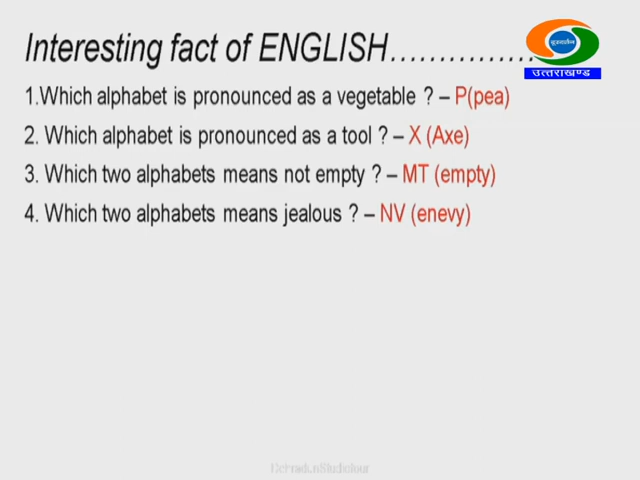 Interesting fact of ENGLISH……………
दूरदर्शन
उत्तराखण्ड
1.Which alphabet is pronounced as a vegetable ? – P(pea)
2. Which alphabet is pronounced as a tool ? – X (Axe)
3. Which two alphabets means not empty ? – MT (empty)
4. Which two alphabets means jealous ? – NV (enevy)